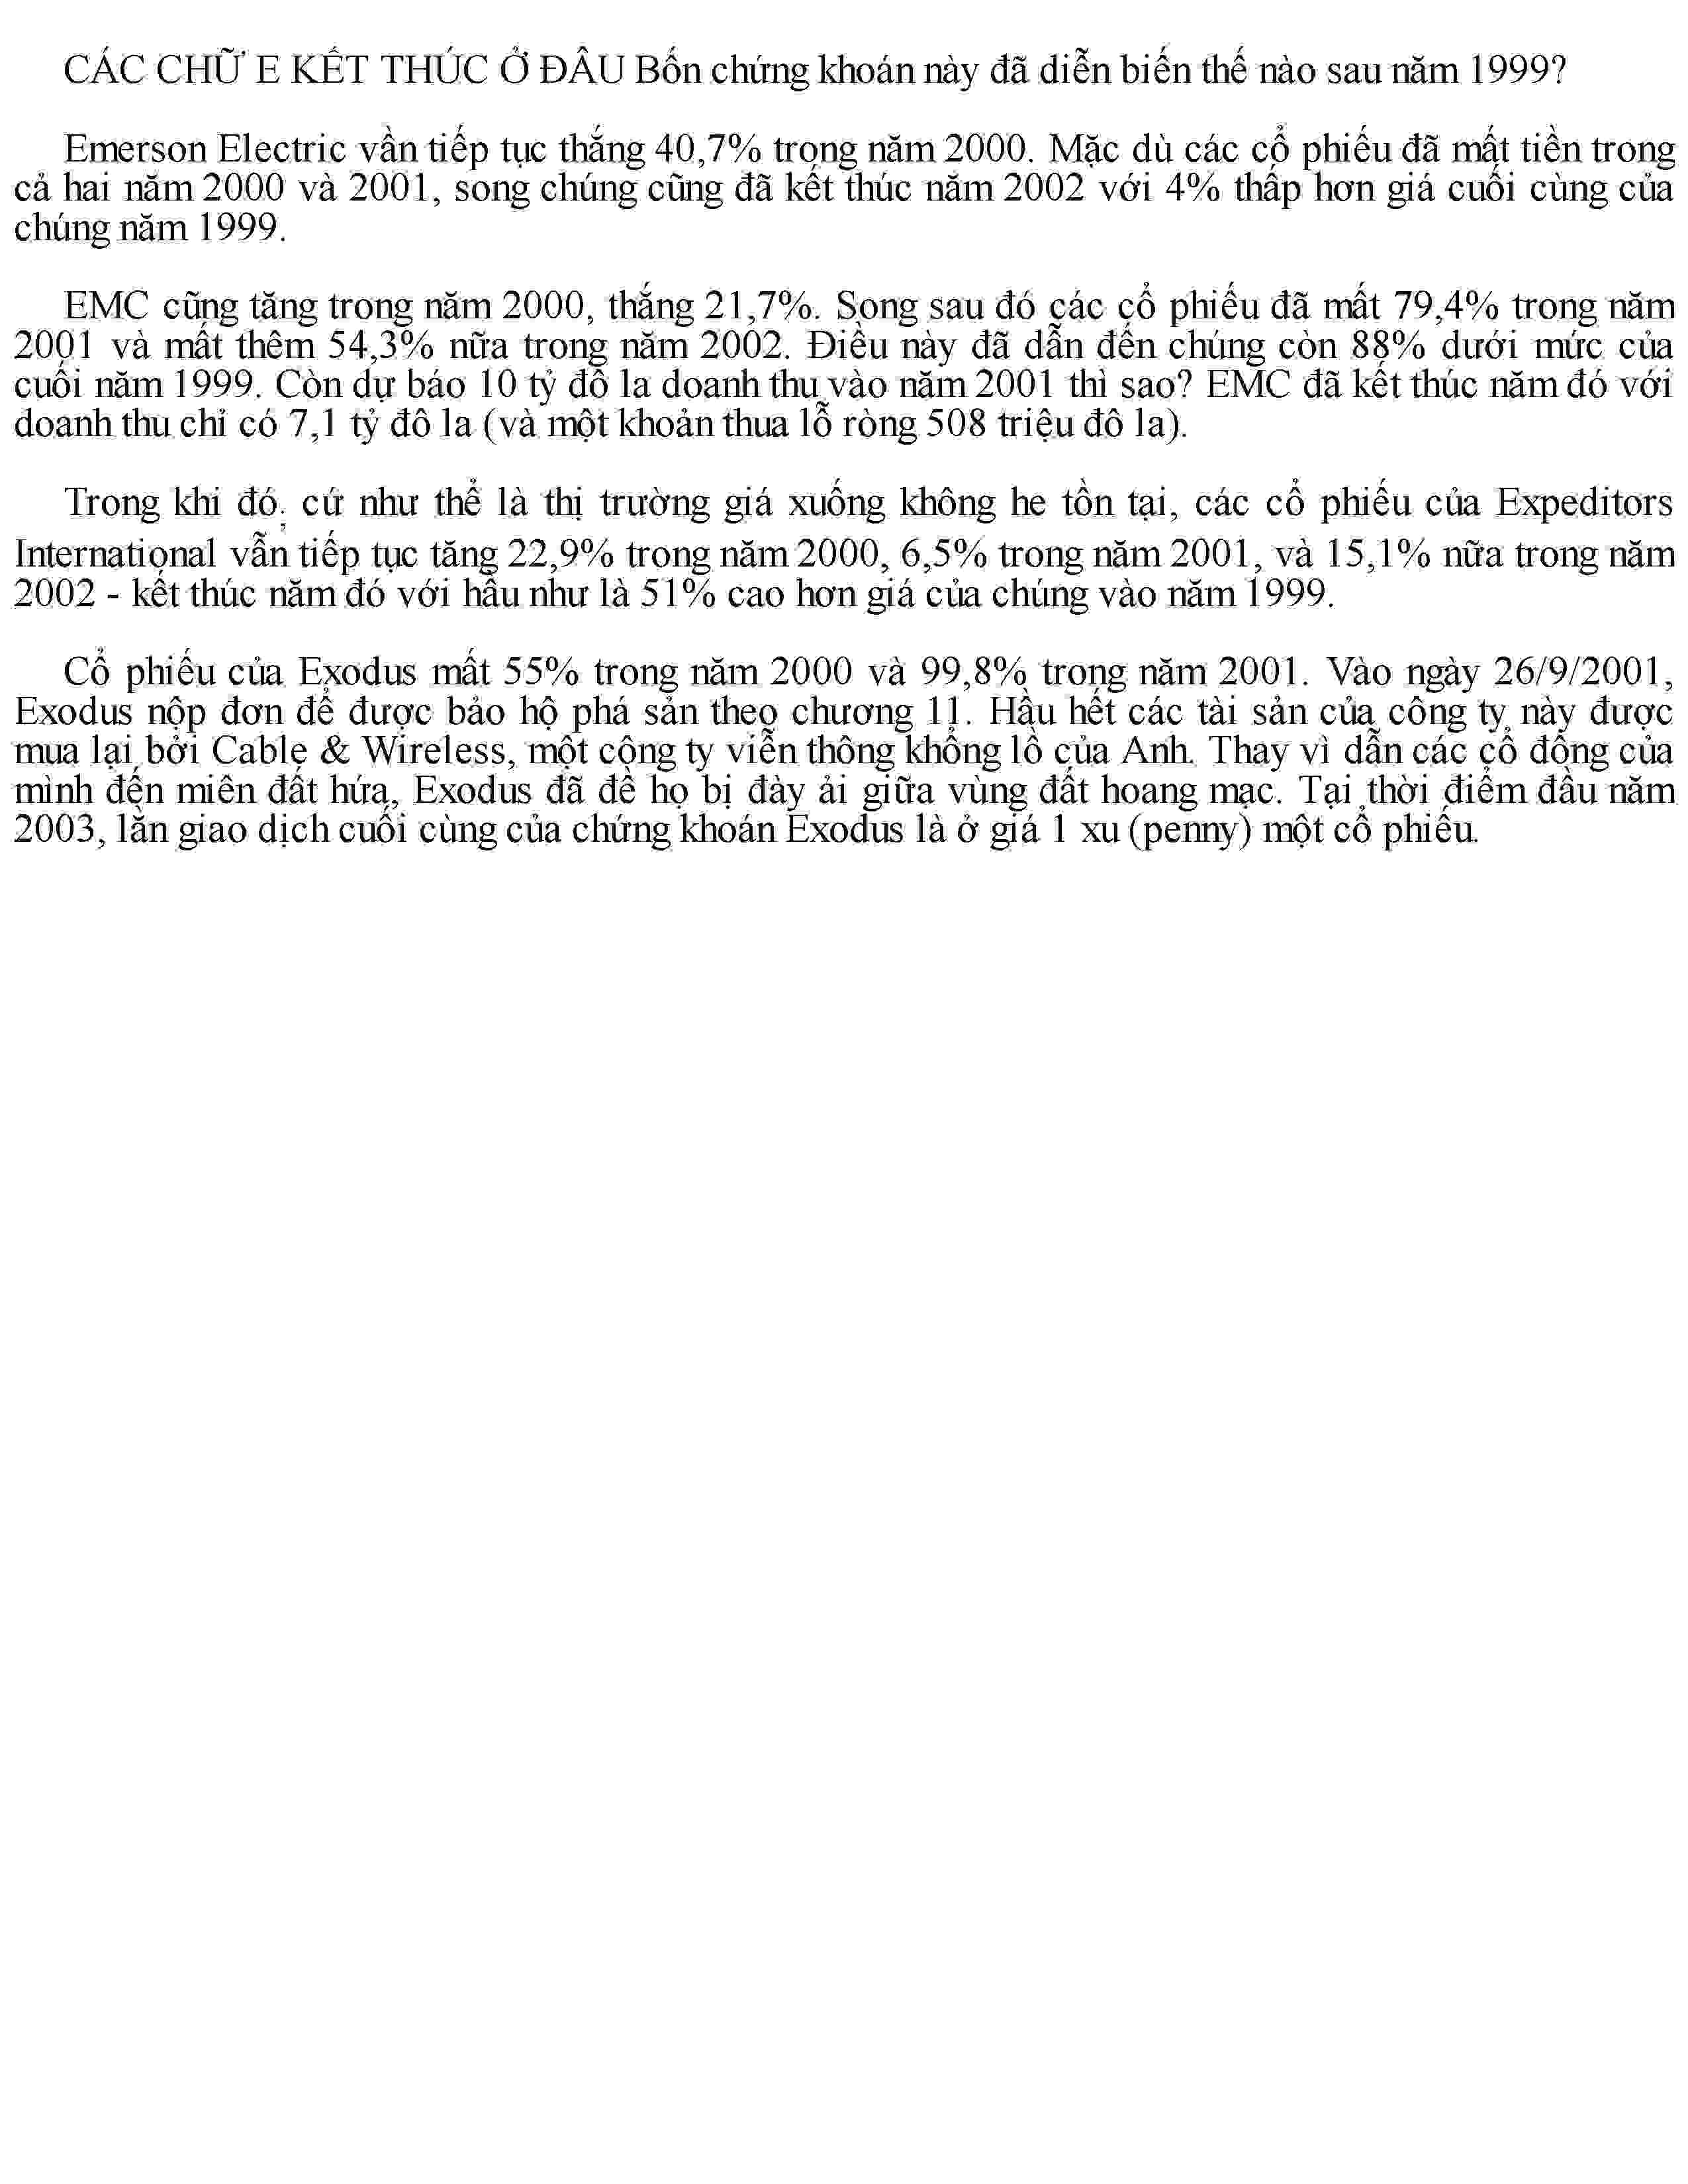 CÁC CHỮ E KẾT THÚC Ở ĐÂU Bốn chứng khoán này đã diễn biến thế nào sau năm 1999?
Emerson Electric vần tiếp tục thắng 40,7% trong năm 2000. Mặc dù các cổ phiếu đã mất tiền trong
cả hai năm 2000 và 2001, song chúng cũng đã kết thúc năm 2002 với 4% thấp hơn giá cuối cùng của
chúng năm 1999.
EMC cũng tăng trong năm 2000, thắng 21,7%. Song sau đó các cổ phiếu đã mất 79,4% trong năm
2001 và mất thêm 54,3% nữa trong năm 2002. Điều này đã dẫn đến chúng còn 88% dưới mức của
cuối năm 1999. Còn dự báo 10 tỷ đô la doanh thu vào năm 2001 thì sao? EMC đã kết thúc năm đó với
doanh thu chỉ có 7,1 tỷ đô la (và một khoản thua lỗ ròng 508 triệu đô la).
Trong khi đó, cứ như thể là thị trường giá xuống không he tồn tại, các cổ phiếu của Expeditors
International vẫn tiếp tục tăng 22,9% trong năm 2000, 6,5% trong năm 2001, và 15,1% nữa trong năm
2002 - kết thúc năm đó với hầu như là 51% cao hơn giá của chúng vào năm 1999.
Cổ phiếu của Exodus mất 55% trong năm 2000 và 99,8% trong năm 2001. Vào ngày 26/9/2001,
Exodus nộp đơn để được bảo hộ phá sản theo chương 11. Hầu hết các tài sản của công ty này được
mua lại bởi Cable & Wireless, một công ty viễn thông khổng lồ của Anh. Thay vì dẫn các cổ đông của
mình đến miên đất hứa, Exodus đã đề họ bị đày ải giữa vùng đất hoang mạc. Tại thời điểm đầu năm
2003, lần giao dịch cuối cùng của chứng khoán Exodus là ở giá 1 xu (penny) một cổ phiếu.